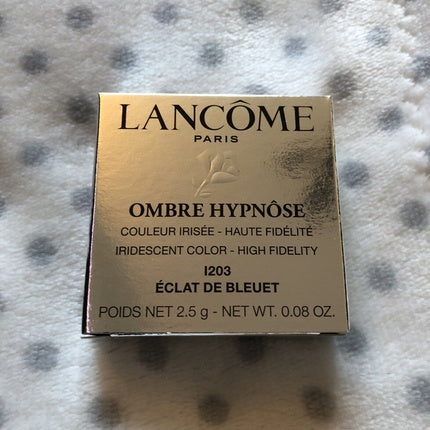 LANCÔME
PARIS
OMBRE HYPNÔSE
COULEUR IRISÉE - HAUTE FIDÉLITÉ
IRIDESCENT COLOR - HIGH FIDELITY
I203
ÉCLAT DE BLEUET
POIDS NET 2.5 g - NET WT. 0.08 OZ.